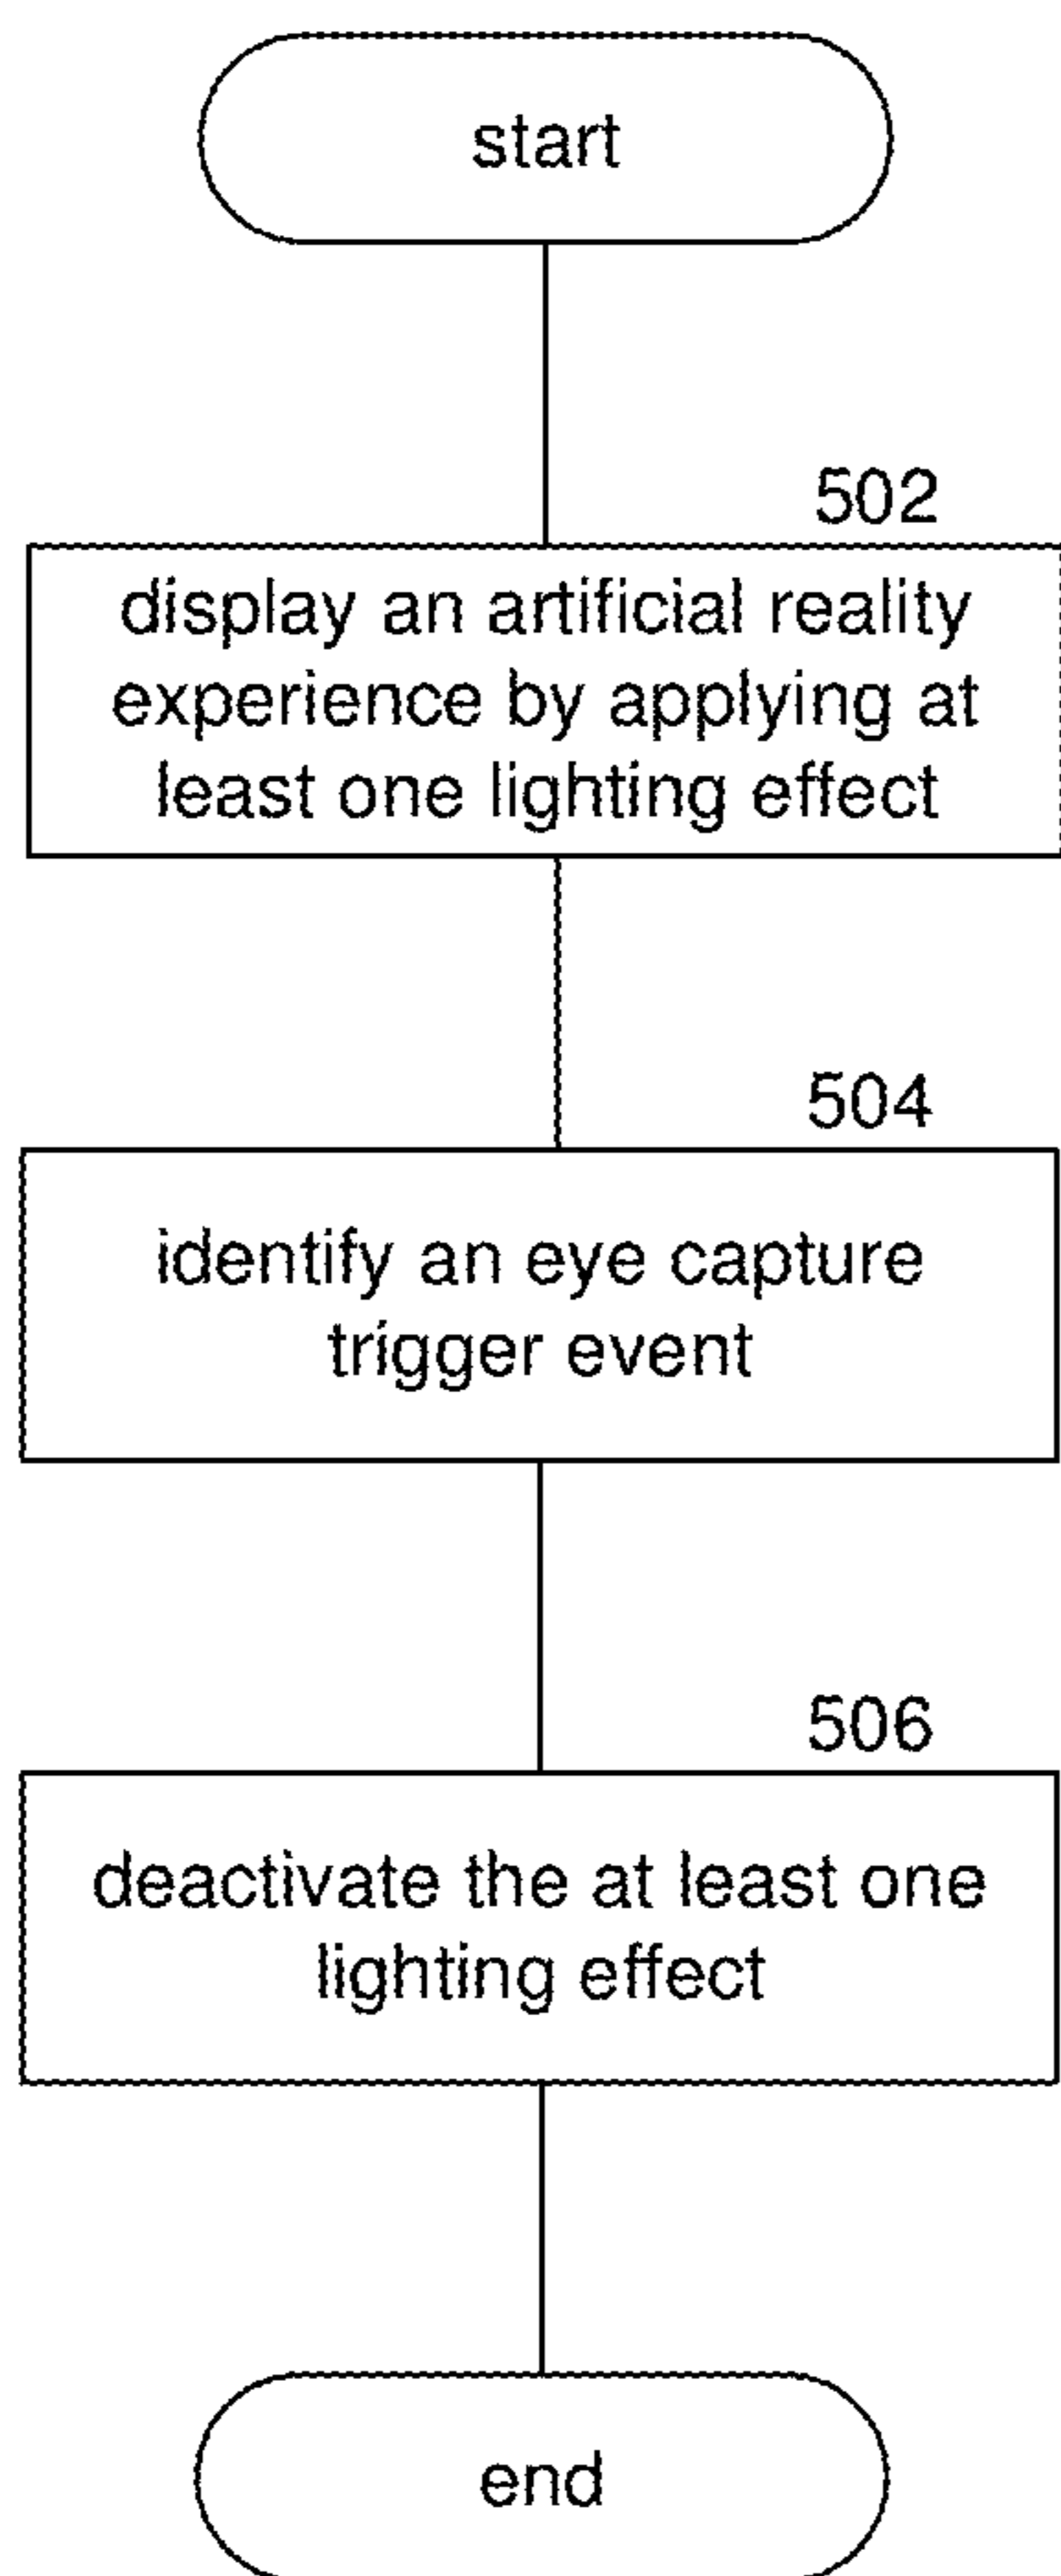 start
502
display an artificial reality
experience by applying at
least one lighting effect
504
identify an eye capture
trigger event
506
deactivate the at least one
lighting effect
end